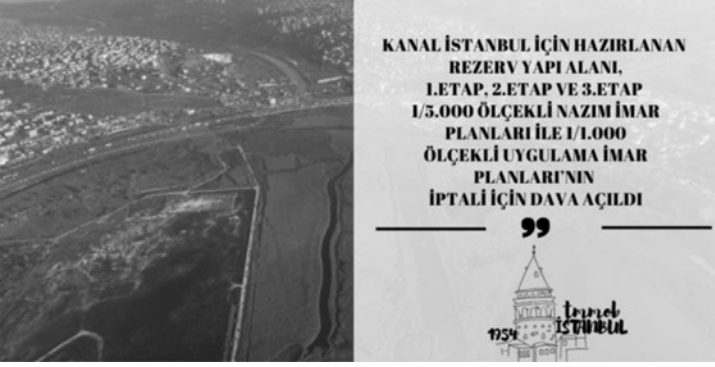 KANAL İSTANBUL İÇİN HAZIRLANAN
REZERV YAPI ALANI,
1.ETAP, 2.ETAP VE 3.ETAP
1/5.000 ÖLÇEKLİ NAZIM İMAR
PLANLARI İLE 1/1.000
ÖLÇEKLİ UYGULAMA İMAR
PLANLARI'NIN
İPTALİ İÇİN DAVA AÇILDI
1954
tmmob
İSTANBUL